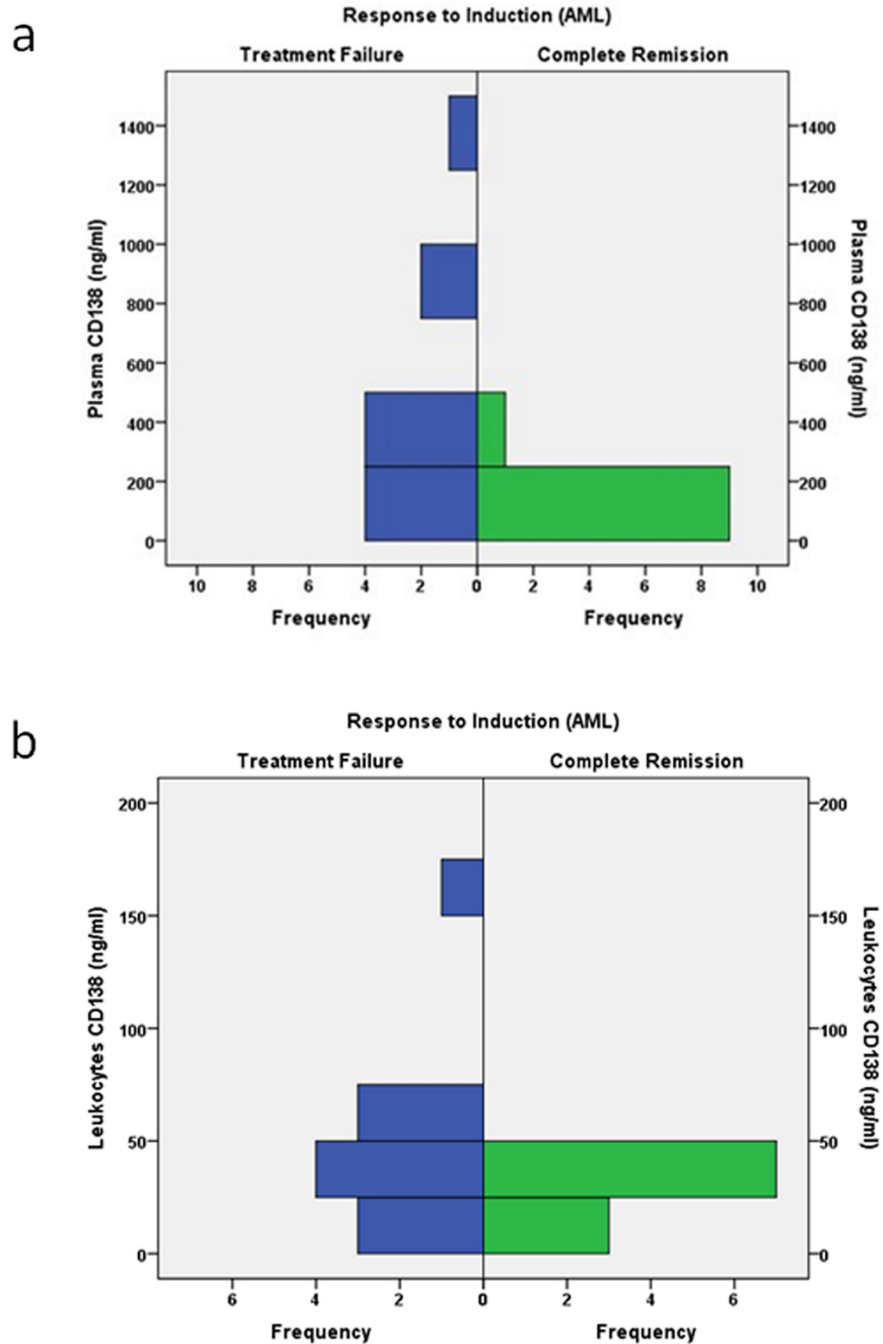 a
Response to Induction (AML)
Treatment Failure Complete Remission
Plasma CD138 (ng/ml)
1400
1200
1000
800
600
400
200
0
1400
1200
1000
800
600
400
200
0
Plasma CD138 (ng/ml)
10 8 6 4 2 0 2 4 6 8 10
Frequency Frequency
b
Response to Induction (AML)
Treatment Failure Complete Remission
Leukocytes CD138 (ng/ml)
200
150
100
50
0
200
150
100
50
0
Leukocytes CD138 (ng/ml)
6 4 2 0 2 4 6
Frequency Frequency